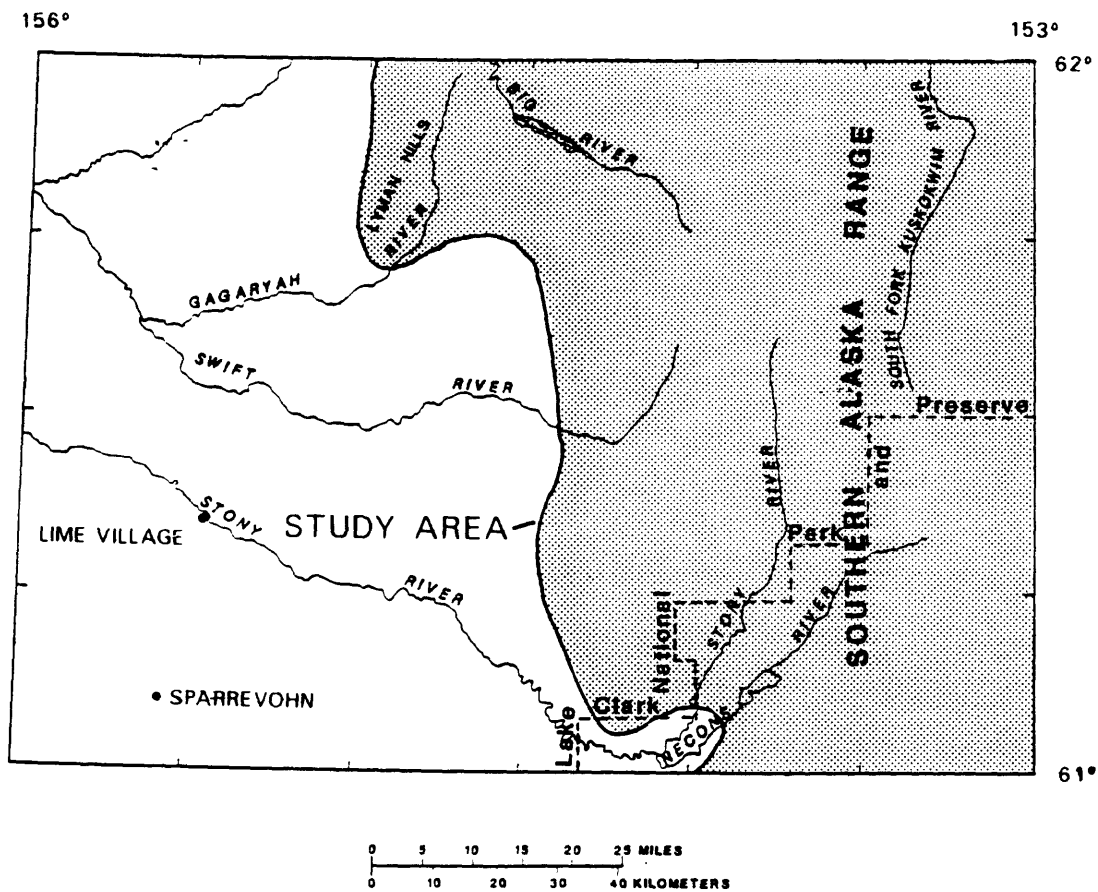 156°
153°
62°
BIG RIVER
LYMAN HILLS
RIVER
SOUTH FORK KUSKOKWIM RIVER
SOUTHERN ALASKA RANGE
GAGARYAH
SWIFT RIVER
Preserve
and
RIVER
STONY
LIME VILLAGE
STUDY AREA
Park
RIVER
National
STONY
RIVER
SPARREVOHN
Clark
Lake
NECONS
61°
0 5 10 15 20 25 MILES
0 10 20 30 40 KILOMETERS